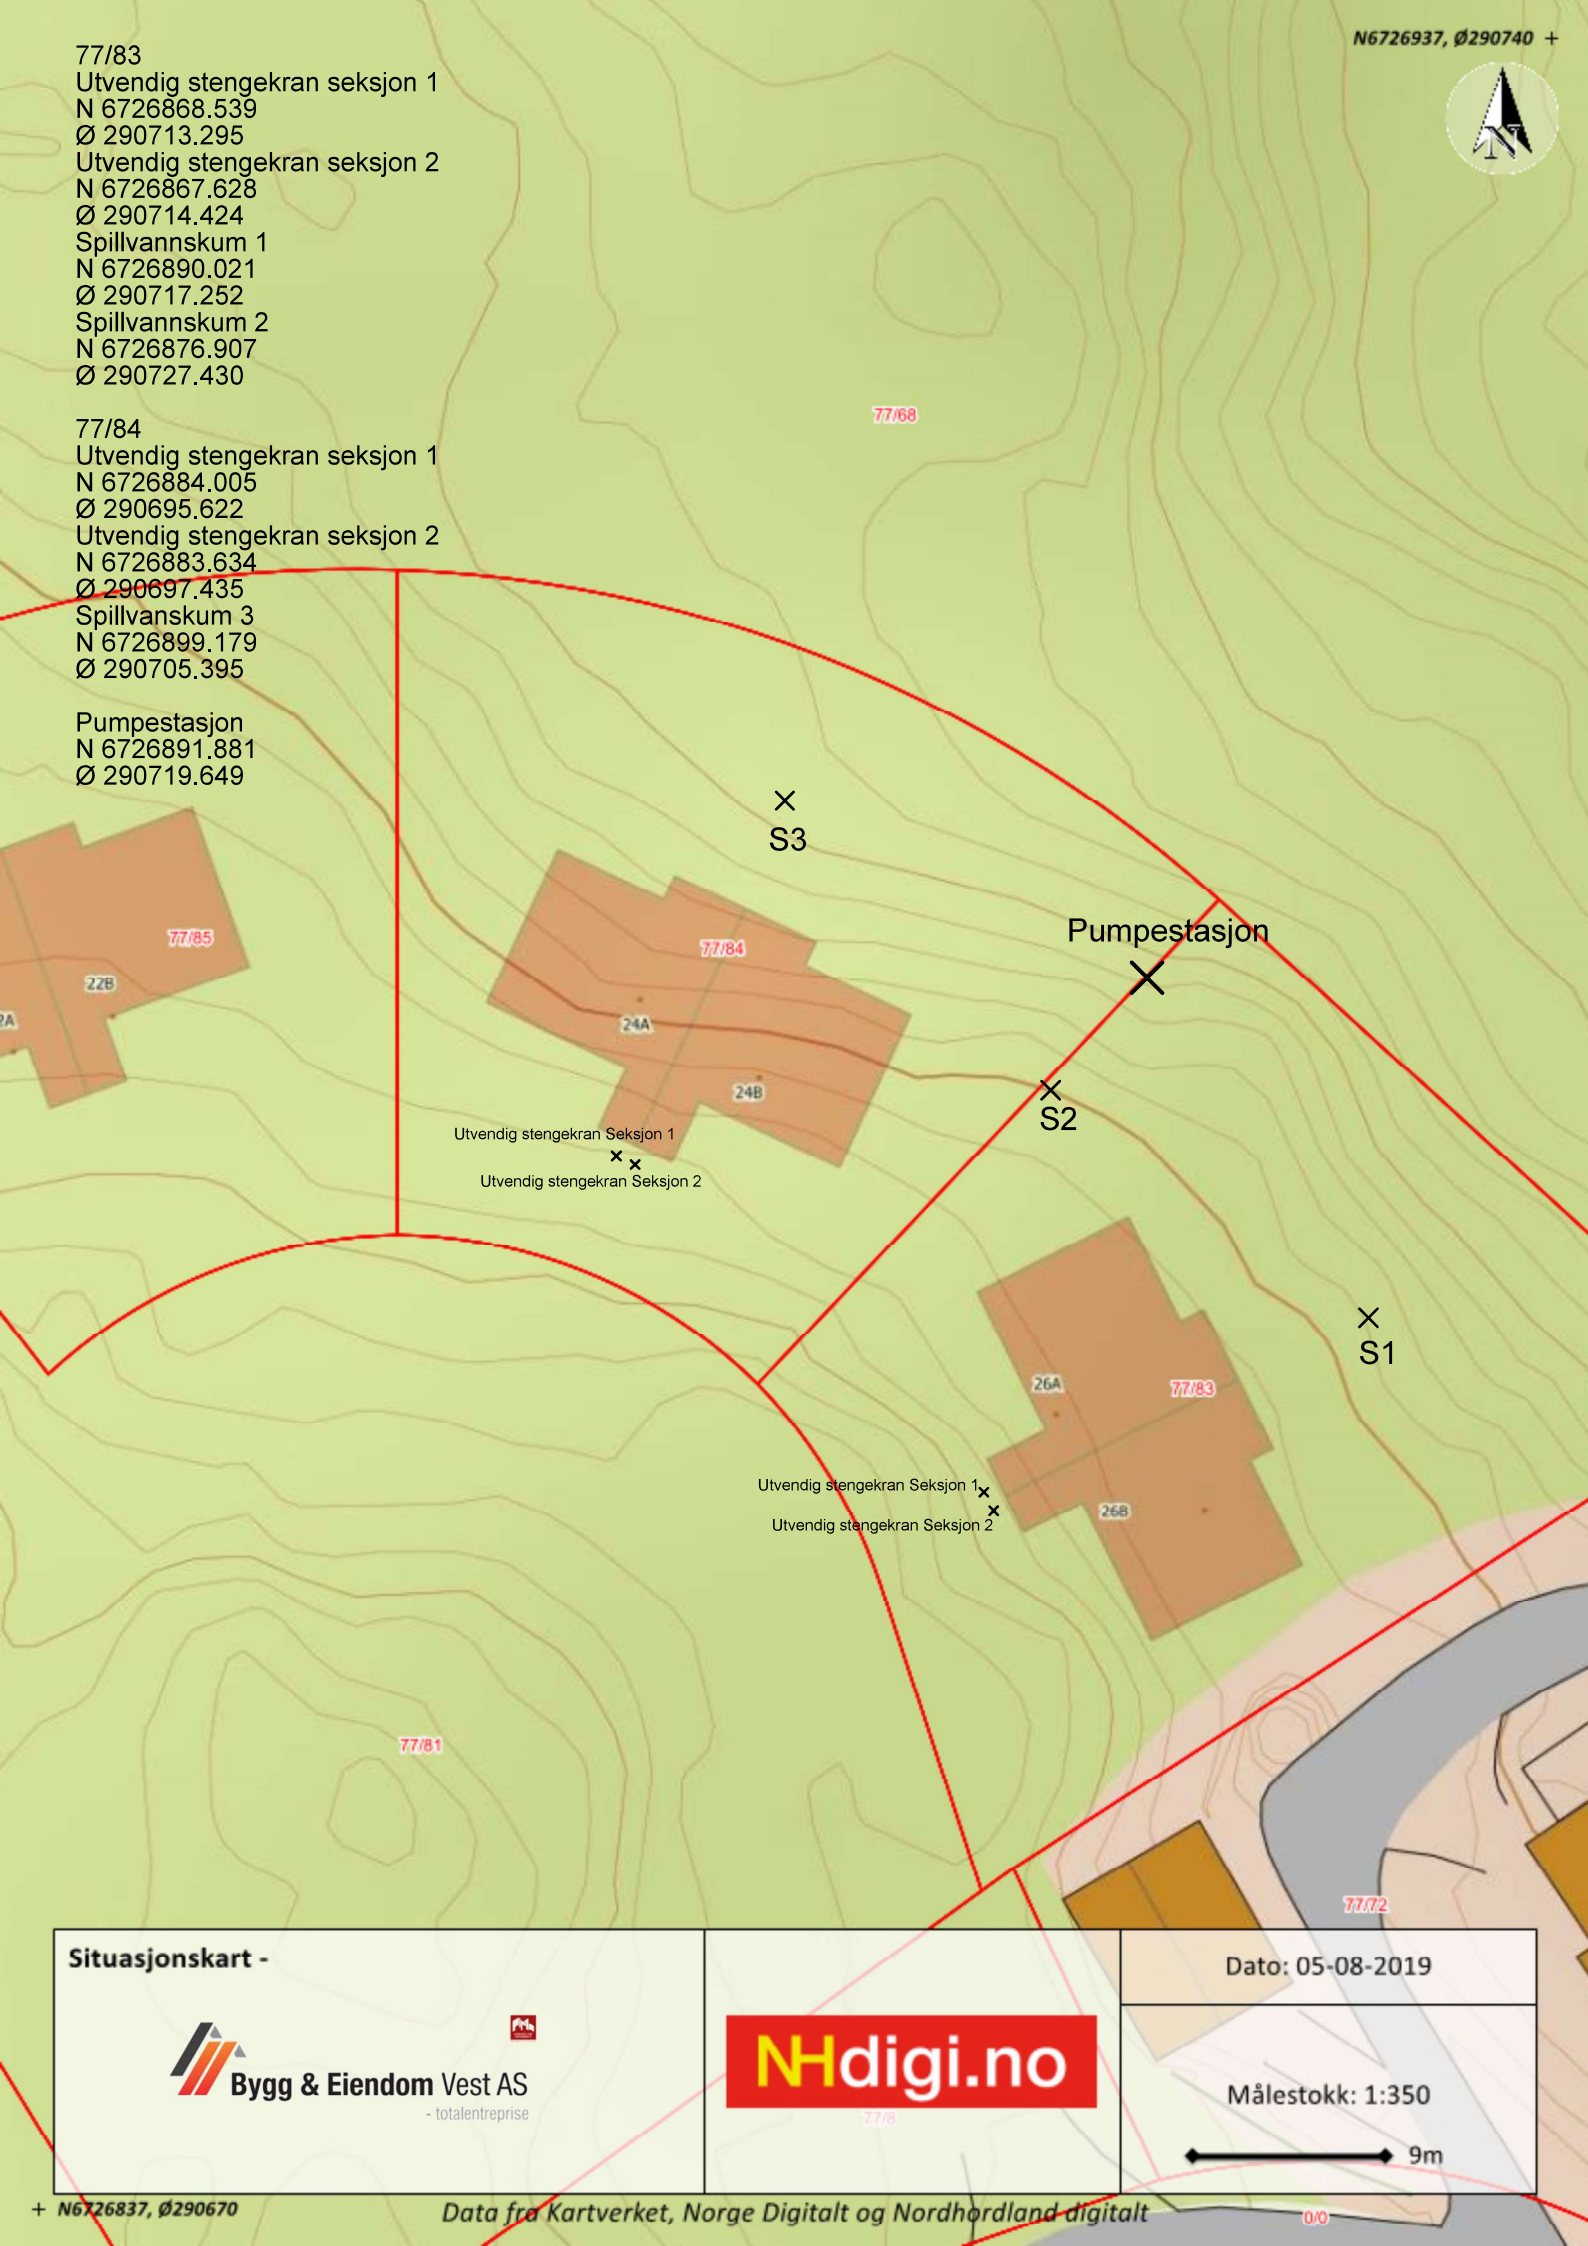 77/83
Utvendig stengekran seksjon 1
N 6726868.539
Ø 290713.295
Utvendig stengekran seksjon 2
N 6726867.628
Ø 290714.424
Spillvannskum 1
N 6726890.021
Ø 290717.252
Spillvannskum 2
N 6726876.907
Ø 290727.430
77/84
Utvendig stengekran seksjon 1
N 6726884.005
Ø 290695.622
Utvendig stengekran seksjon 2
N 6726883.634
Ø 290697.435
Spillvanskum 3
N 6726899.179
Ø 290705.395
Pumpestasjon
N 6726891.881
Ø 290719.649
N6726937, Ø290740 +
N
77/68
S3
Pumpestasjon
77/85
22B
2A
77/84
24A
24B
S2
Utvendig stengekran Seksjon 1
Utvendig stengekran Seksjon 2
S1
26A
77/83
26B
Utvendig stengekran Seksjon 1
Utvendig stengekran Seksjon 2
77/81
77/72
Situasjonskart -
Bygg & Eiendom Vest AS
- totalentreprise
NHdigi.no
77/8
Dato: 05-08-2019
Målestokk: 1:350
9m
+ N6726837, Ø290670
Data fra Kartverket, Norge Digitalt og Nordhordland digitalt
0/0